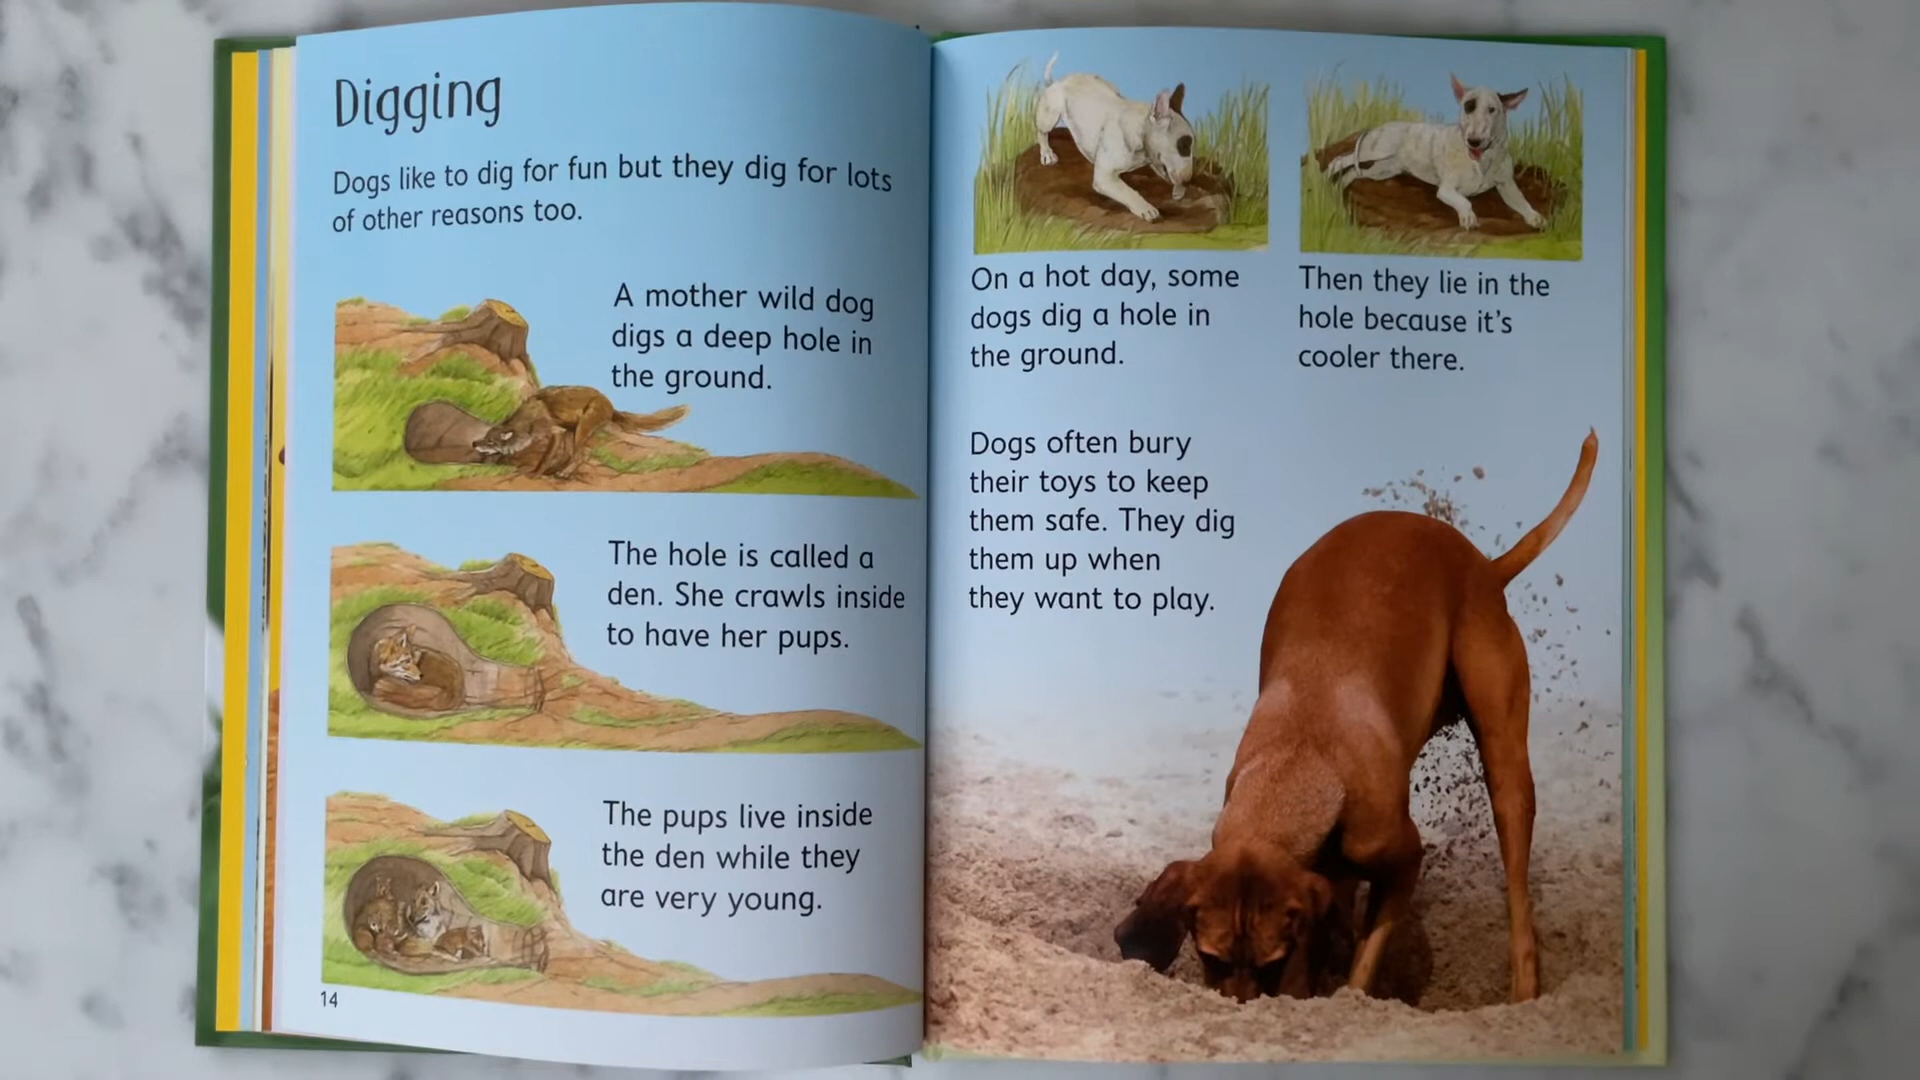 Digging
Dogs like to dig for fun but they dig for lots
of other reasons too.
A mother wild dog
digs a deep hole in
the ground.
The hole is called a
den. She crawls inside
to have her pups.
The pups live inside
the den while they
are very young.
14
On a hot day, some
dogs dig a hole in
the ground.
Then they lie in the
hole because it's
cooler there.
Dogs often bury
their toys to keep
them safe. They dig
them up when
they want to play.